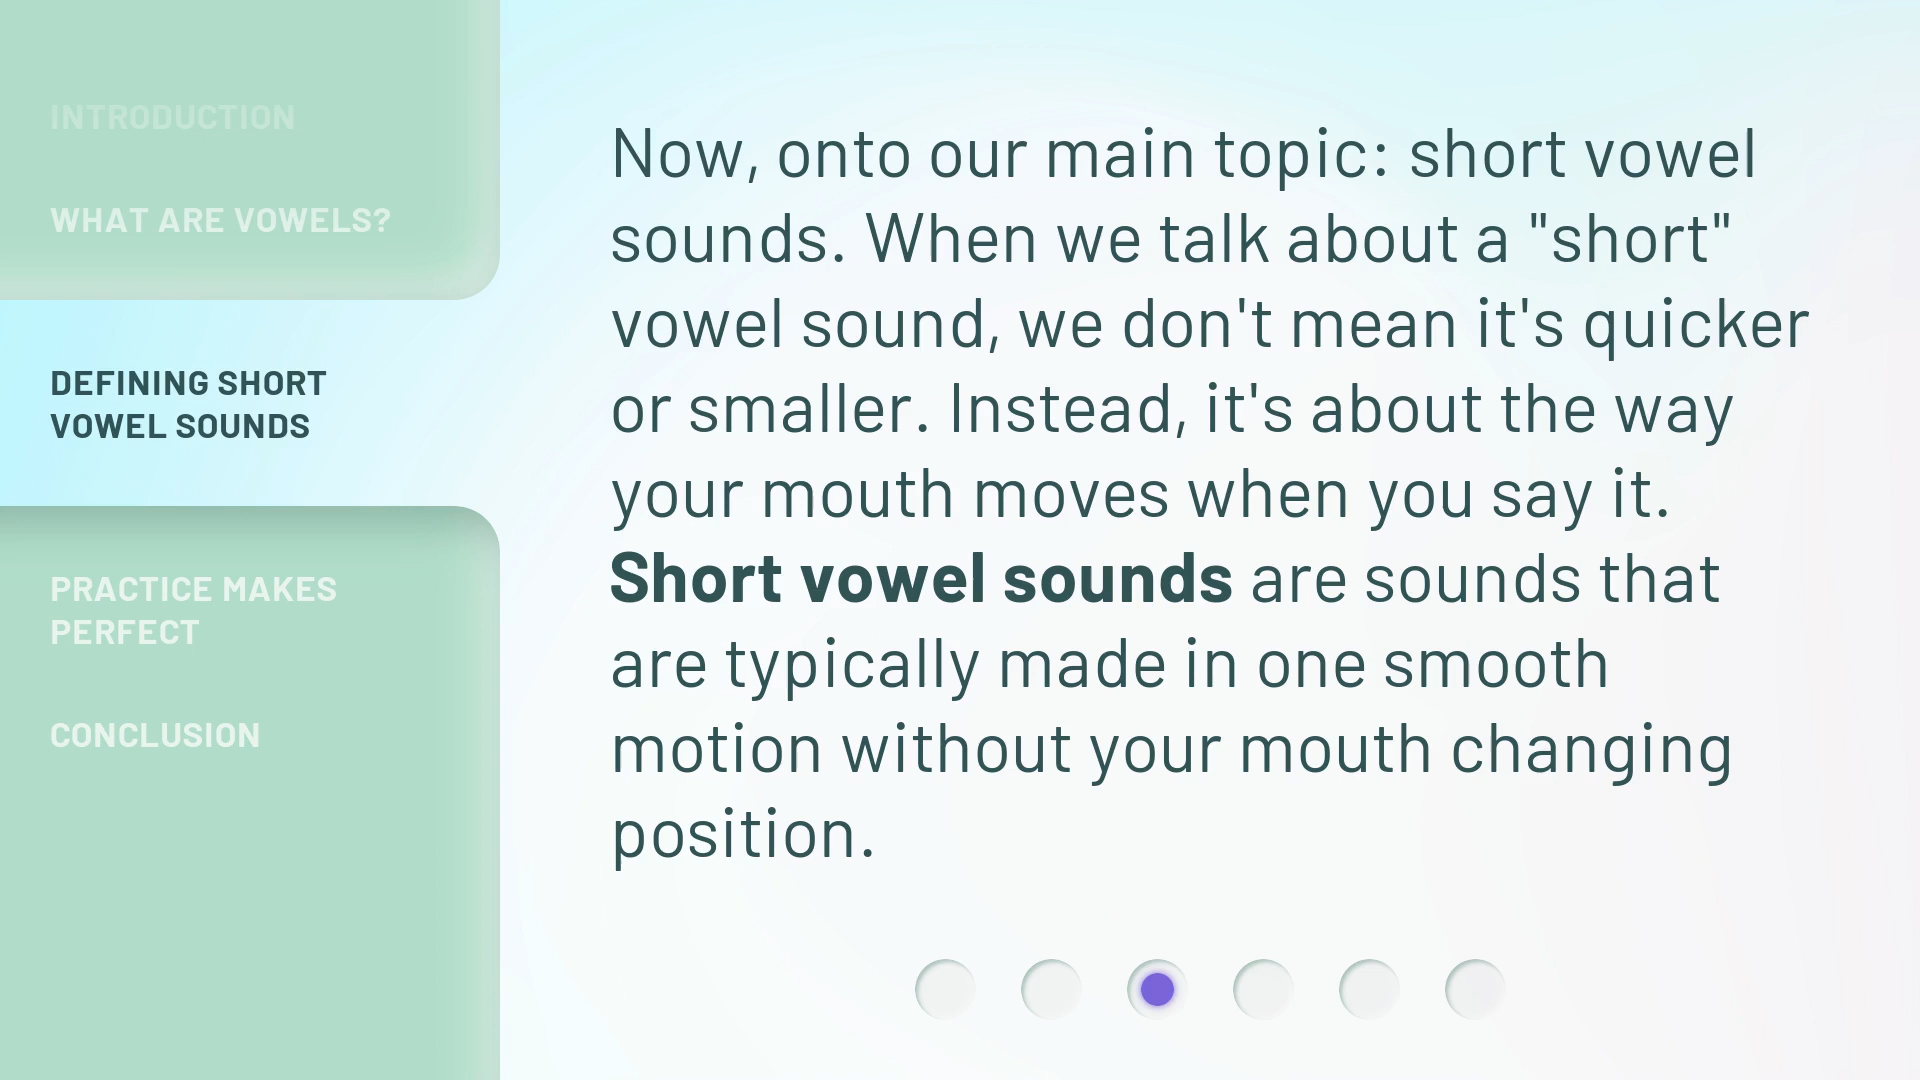 INTRODUCTION
WHAT ARE VOWELS?
DEFINING SHORT
VOWEL SOUNDS
PRACTICE MAKES
PERFECT
CONCLUSION
Now, onto our main topic: short vowel
sounds. When we talk about a "short"
vowel sound, we don't mean it's quicker
or smaller. Instead, it's about the way
your mouth moves when you say it.
Short vowel sounds are sounds that
are typically made in one smooth
motion without your mouth changing
position.